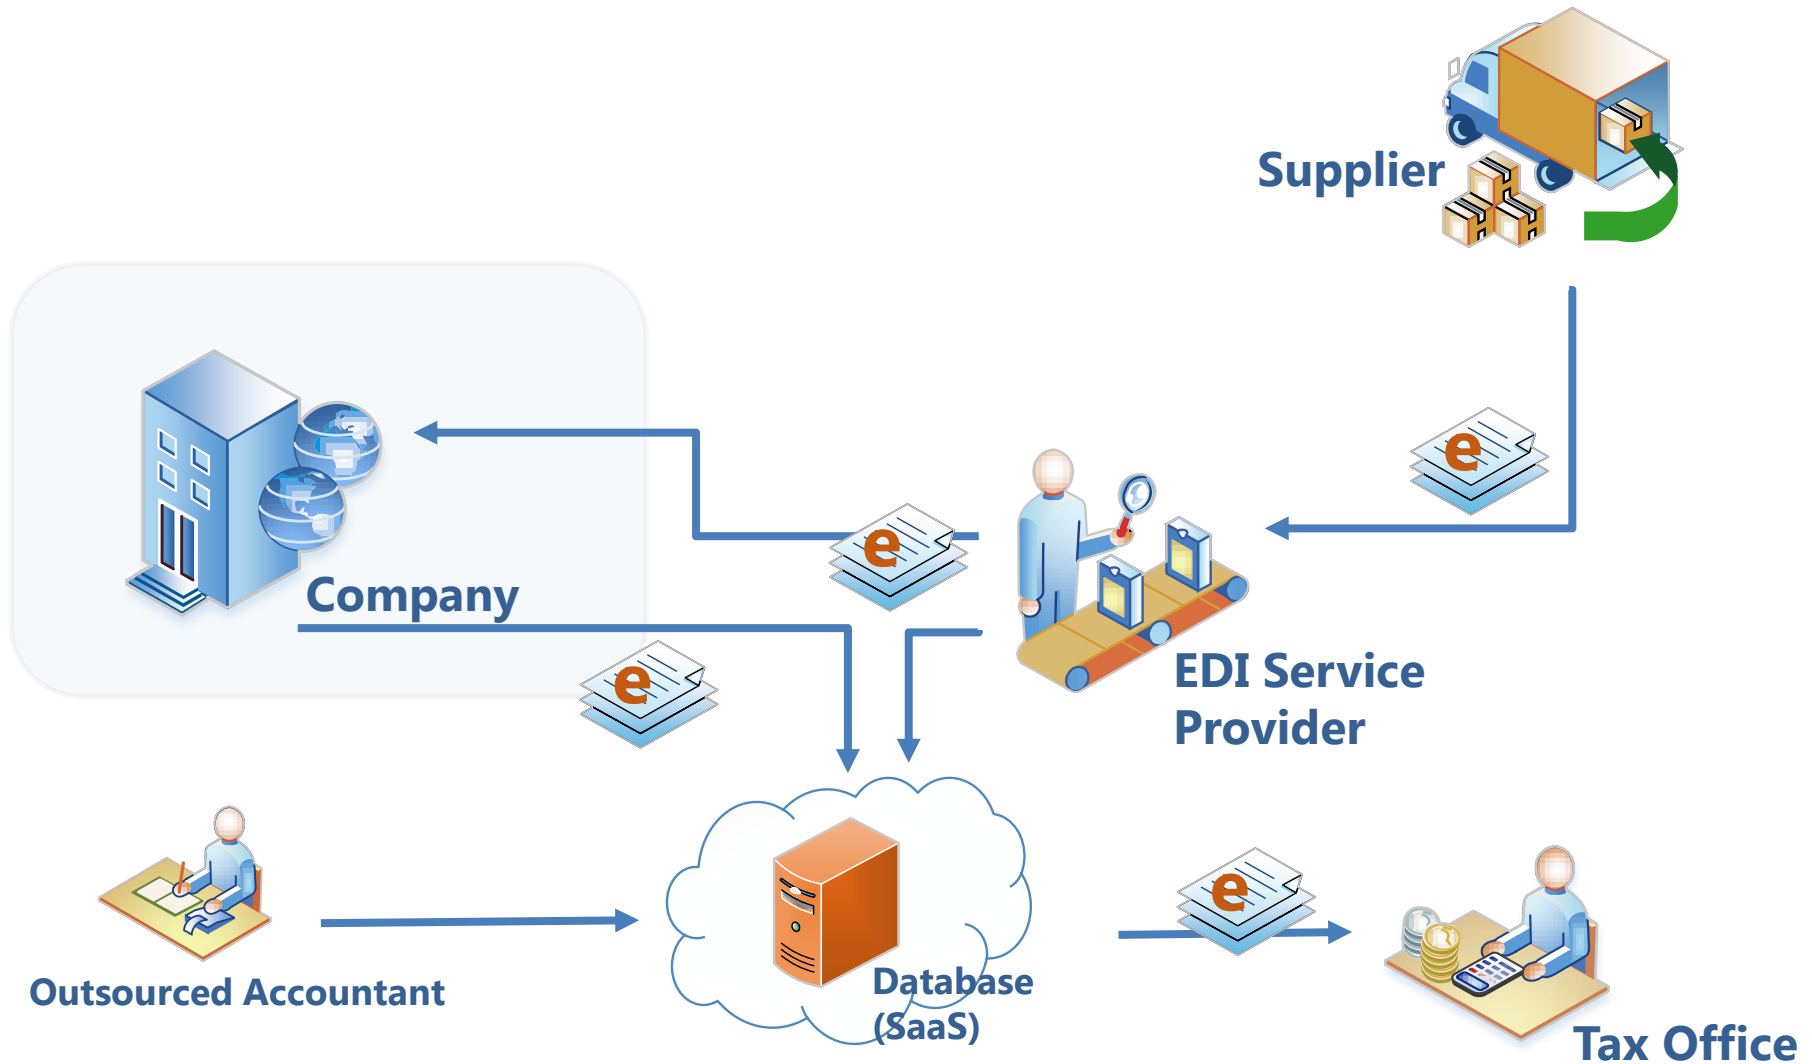 Supplier
e
e
Company
e
EDI Service
Provider
e
Outsourced Accountant
Database
(SaaS)
Tax Office